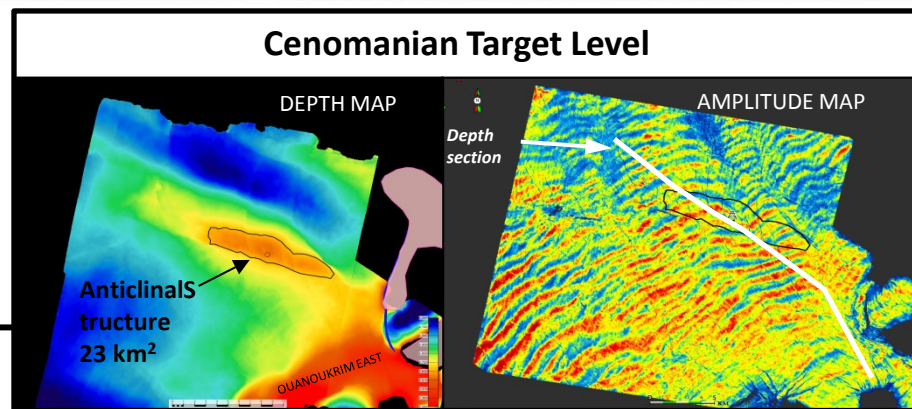 Cenomanian Target Level
DEPTH MAP
AMPLITUDE MAP
Depth
section
AnticlinalS
tructure
23 km²
OUANOUKRIM EAST